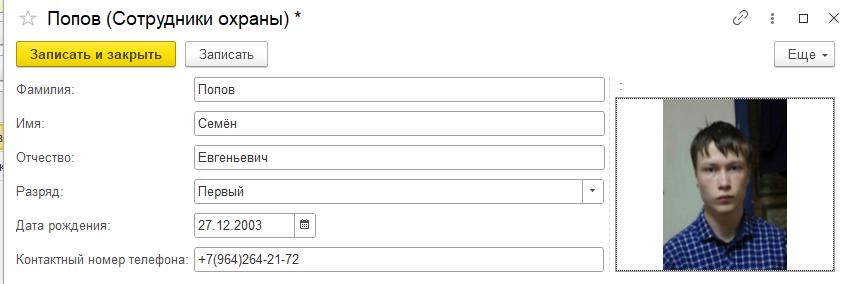 Попов (Сотрудники охраны) *
Записать и закрыть Записать Еще
Фамилия: Попов :
Имя: Семён
Отчество: Евгеньевич
Разряд: Первый
Дата рождения: 27.12.2003
Контактный номер телефона: +7(964)264-21-72